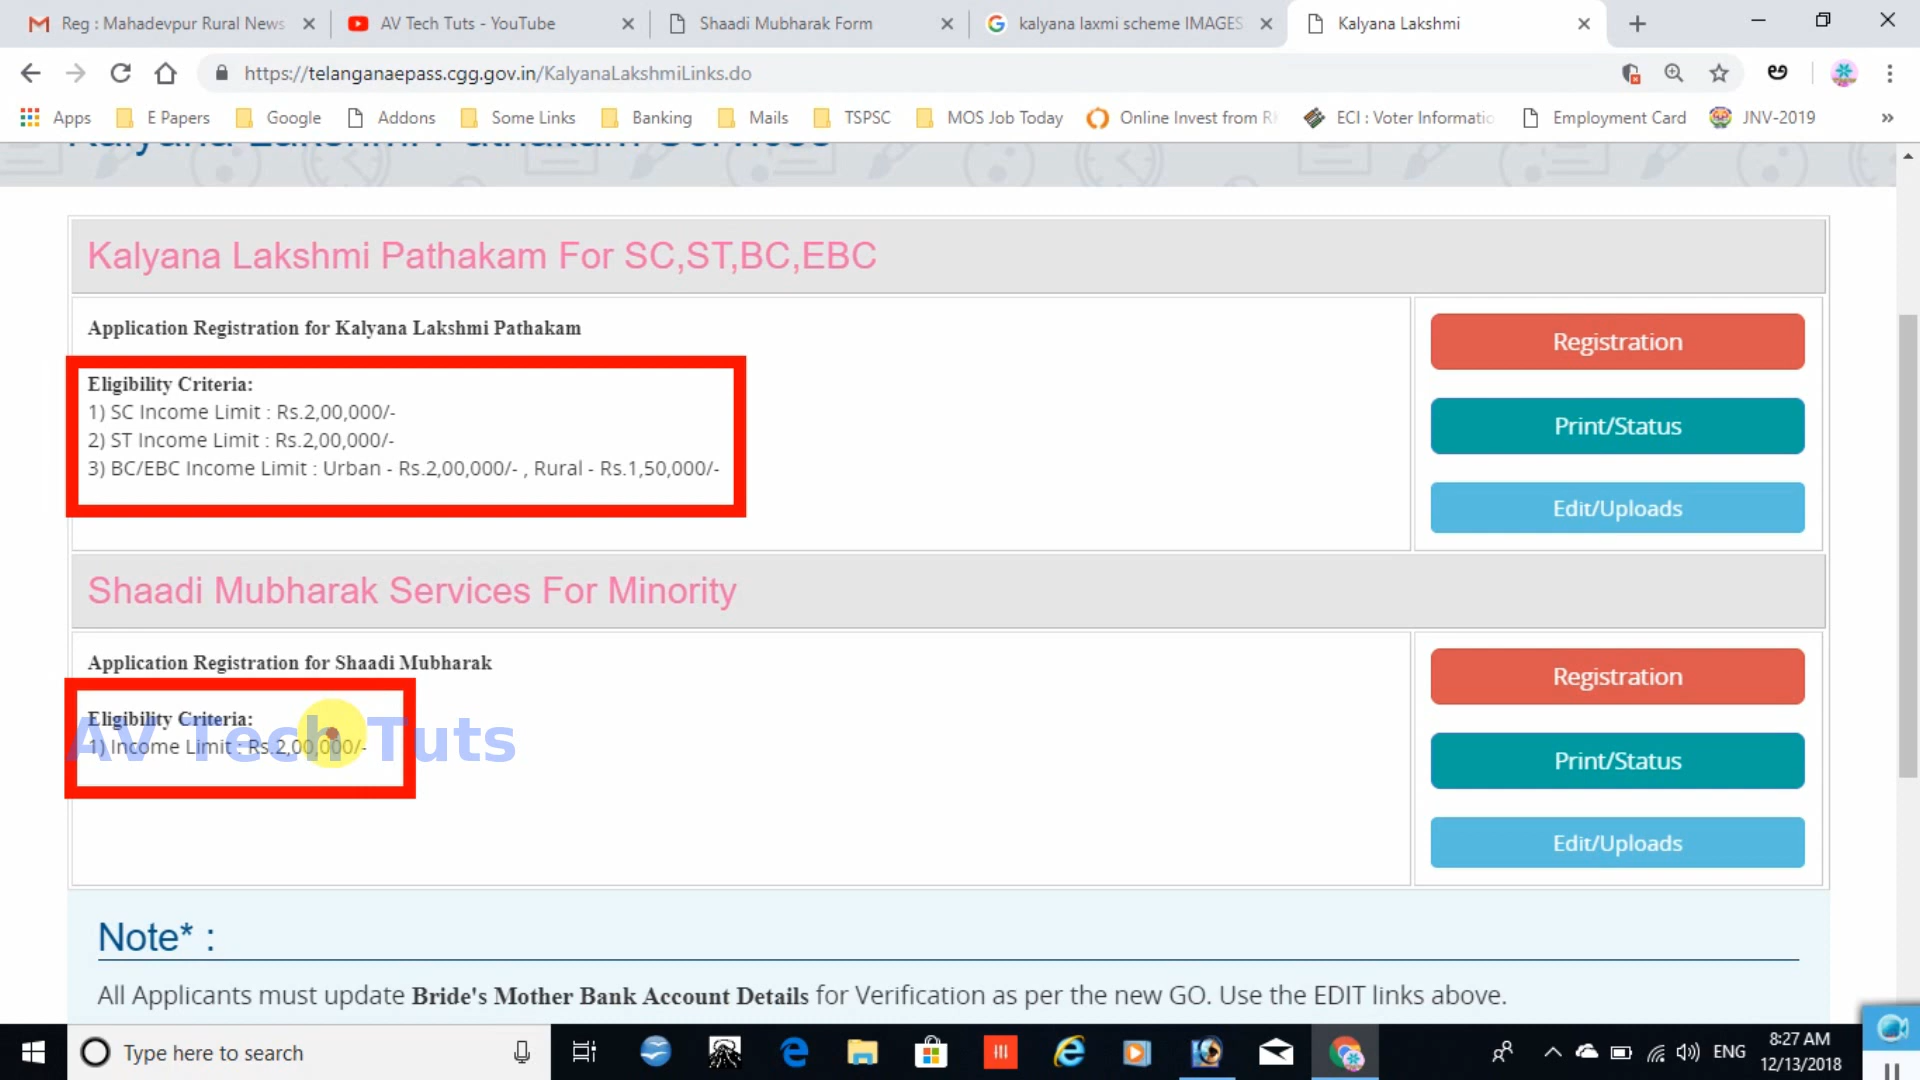 Reg : Mahadevpur Rural News
AV Tech Tuts - YouTube
Shaadi Mubharak Form
kalyana laxmi scheme IMAGES
Kalyana Lakshmi
https://telanganaepass.cgg.gov.in/KalyanaLakshmiLinks.do
Apps
E Papers
Google
Addons
Some Links
Banking
Mails
TSPSC
MOS Job Today
Online Invest from
ECI : Voter Informatio
Employment Card
JNV-2019
Kalyana Lakshmi Pathakam Services
Kalyana Lakshmi Pathakam For SC,ST,BC,EBC
Application Registration for Kalyana Lakshmi Pathakam
Eligibility Criteria:
1) SC Income Limit : Rs.2,00,000/-
2) ST Income Limit : Rs.2,00,000/-
3) BC/EBC Income Limit : Urban - Rs.2,00,000/- , Rural - Rs.1,50,000/-
Registration
Print/Status
Edit/Uploads
Shaadi Mubharak Services For Minority
Application Registration for Shaadi Mubharak
Eligibility Criteria:
1) Income Limit : Rs.2,00,000/-
AV Tech Tuts
Registration
Print/Status
Edit/Uploads
Note* :
All Applicants must update Bride's Mother Bank Account Details for Verification as per the new GO. Use the EDIT links above.
Type here to search
ENG
8:27 AM
12/13/2018